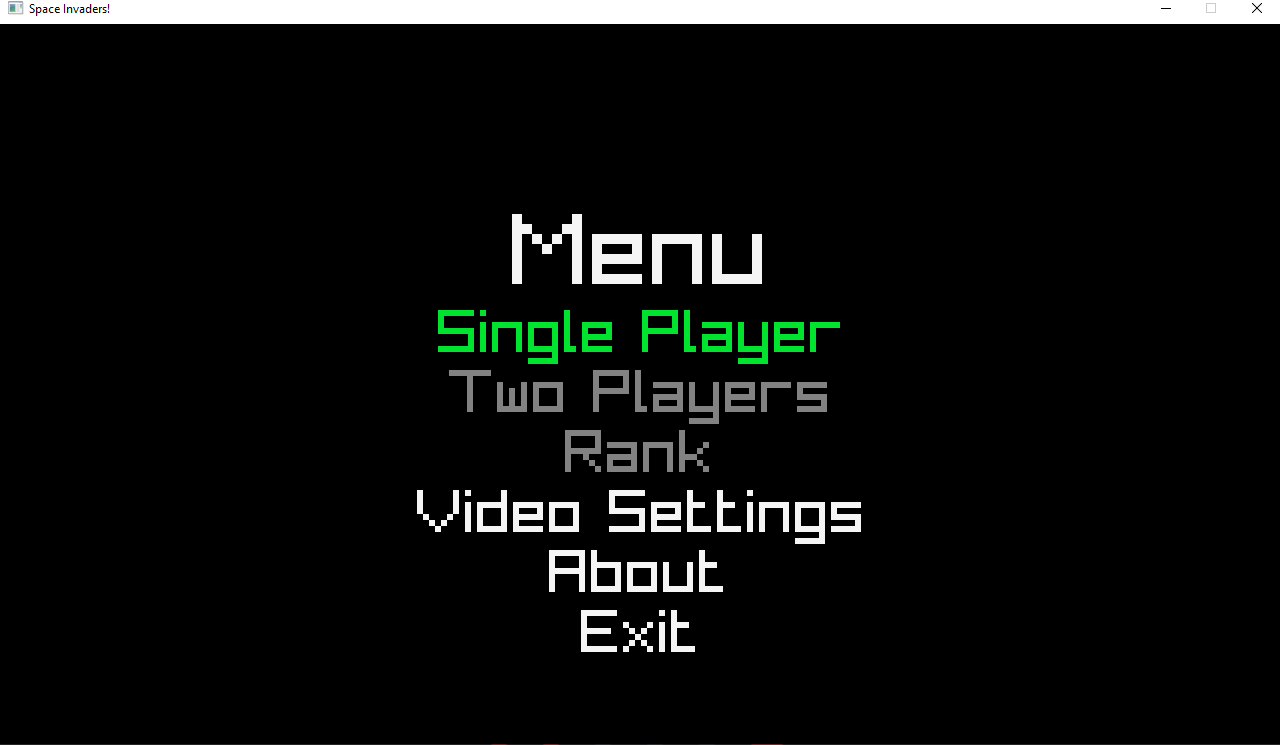 Space Invaders!
Menu
Single Player
Two Players
Rank
Video Settings
About
Exit